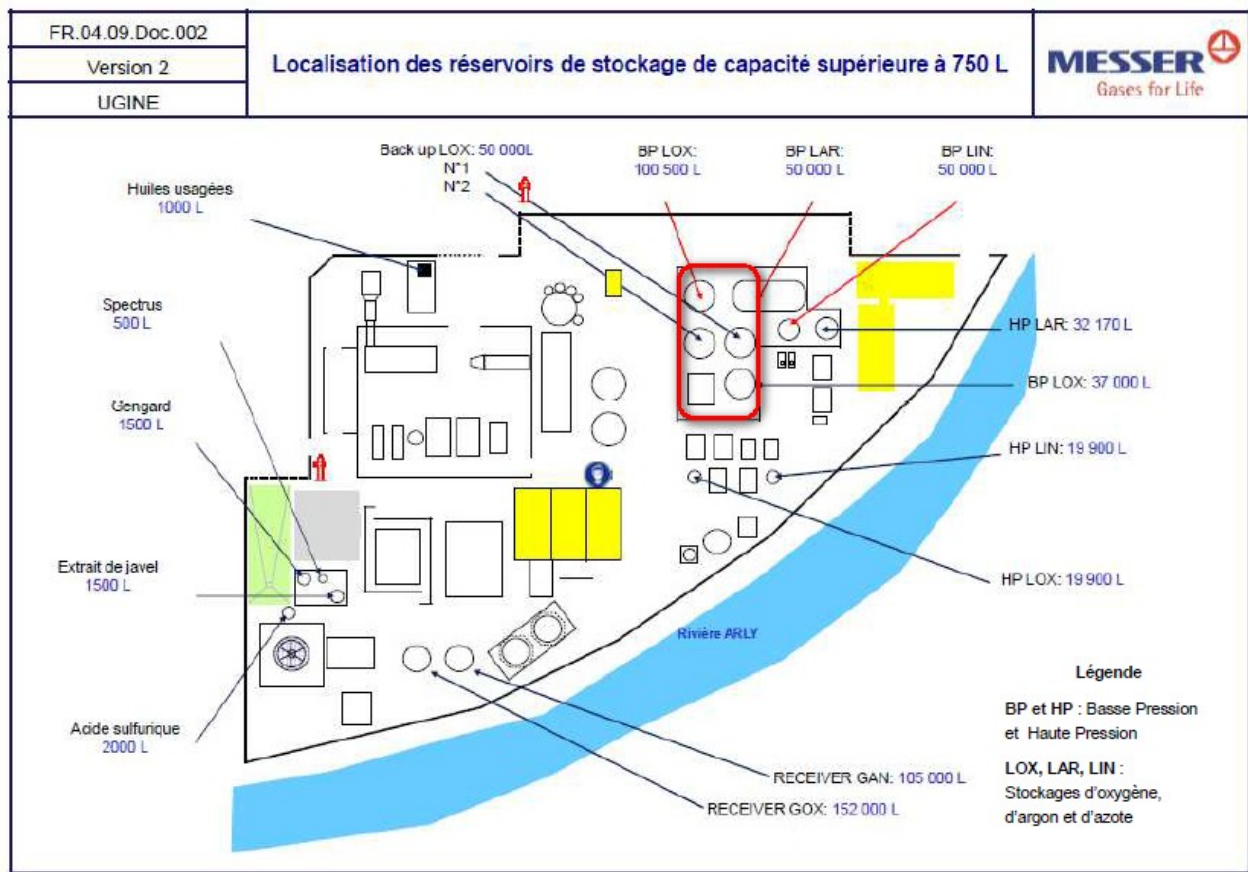 FR.04.09.Doc.002
Version 2
UGINE
Localisation des réservoirs de stockage de capacité supérieure à 750 L
MESSER
Gases for Life
Back up LOX: 50 000L
N°1
N°2
BP LOX:
100 500 L
BP LAR:
50 000 L
BP LIN:
50 000 L
Huiles usagées
1000 L
Spectrus
500 L
HP LAR: 32 170 L
BP LOX: 37 000 L
Gengard
1500 L
HP LIN: 19 900 L
Extrait de javel
1500 L
HP LOX: 19 900 L
Rivière ARLY
Acide sulfurique
2000 L
RECEIVER GAN: 105 000 L
RECEIVER GOX: 152 000 L
Légende
BP et HP : Basse Pression
et Haute Pression
LOX, LAR, LIN :
Stockages d'oxygène,
d'argon et d'azote